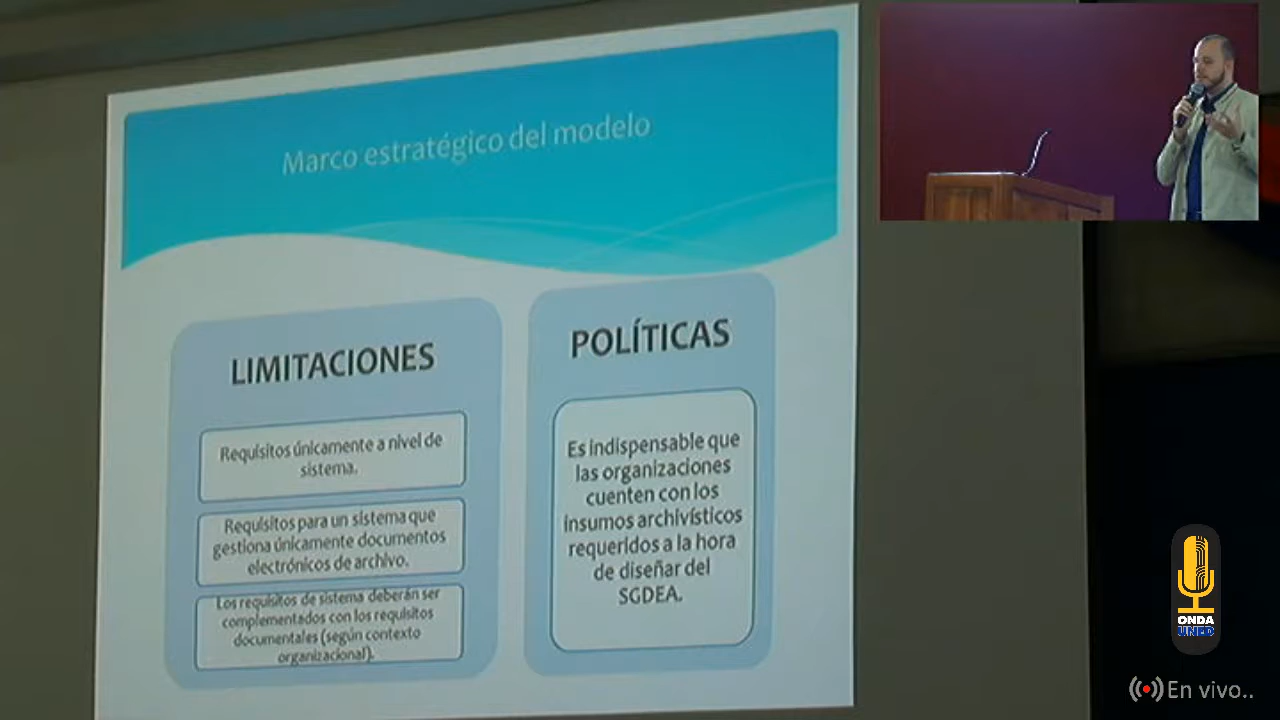 Marco estratégico del modelo
LIMITACIONES
Requisitos únicamente a nivel de
sistema.
Requisitos para un sistema que
gestiona únicamente documentos
electrónicos de archivo.
Los requisitos de sistema deberán ser
complementados con los requisitos
documentales (según contexto
organizacional).
POLÍTICAS
Es indispensable que
las organizaciones
cuenten con los
insumos archivísticos
requeridos a la hora
de diseñar del
SGDEA.
ONDA
UNED
En vivo..